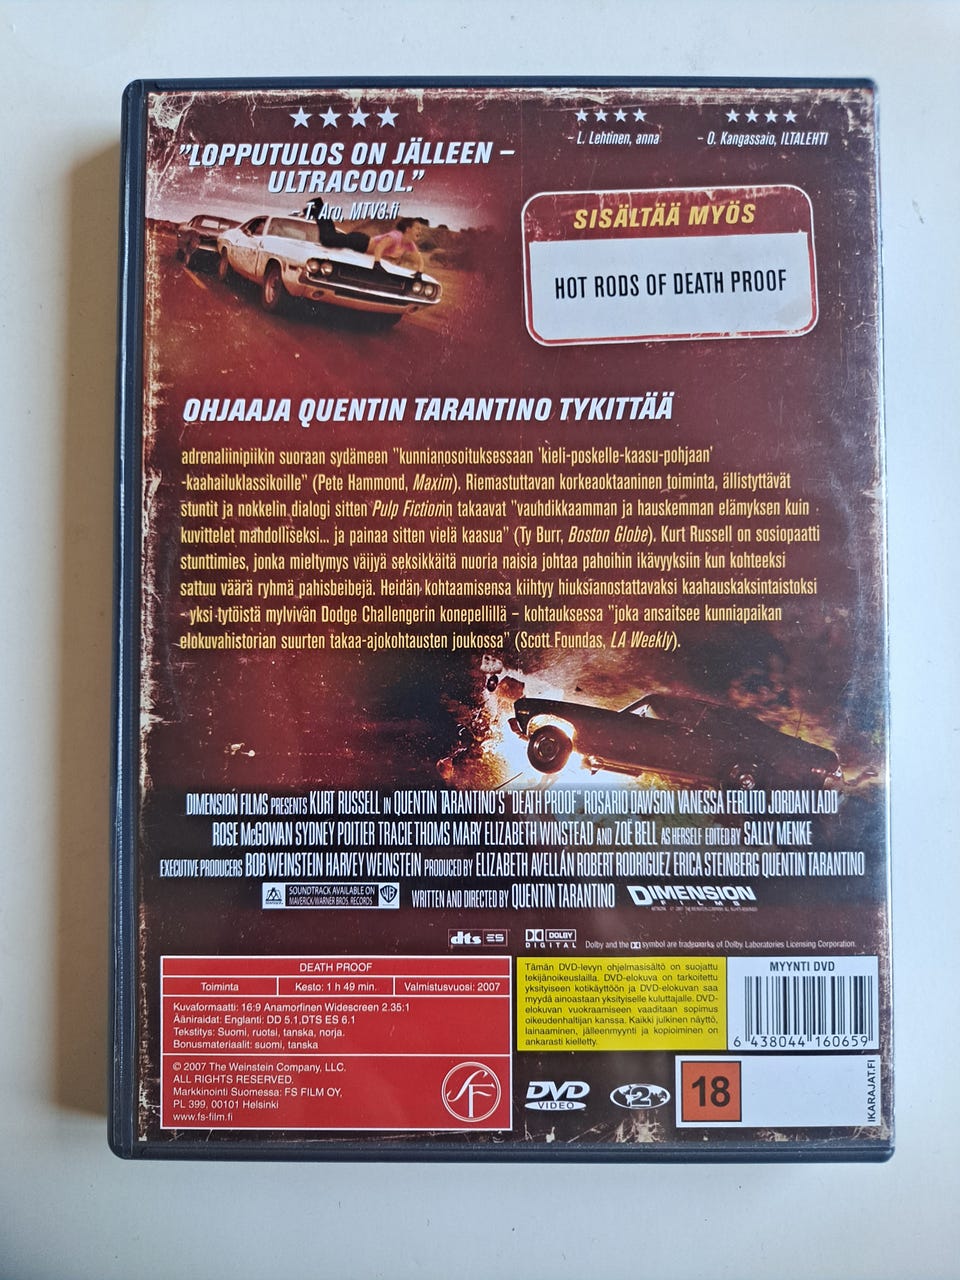 ★★★★
"LOPPUTULOS ON JÄLLEEN –
ULTRACOOL."
– T. Aro, MTV3.fi
★★★★
– L. Lehtinen, anna
★★★★
– O. Kangassalo, ILTALEHTI
SISÄLTÄÄ MYÖS
HOT RODS OF DEATH PROOF
OHJAAJA QUENTIN TARANTINO TYKITTÄÄ
adrenaliinipiikin suoraan sydämeen "kunnianosoituksessaan 'kieli-poskelle-kaasu-pohjaan'
-kaahailuklassikoille" (Pete Hammond, Maxim). Riemastuttavan korkeaoktaaninen toiminta, ällistyttävät
stuntit ja nokkelin dialogi sitten Pulp Fictionin takaavat "vauhdikkaamman ja hauskemman elämyksen kuin
kuvittelet mahdolliseksi... ja painaa sitten vielä kaasua" (Ty Burr, Boston Globe). Kurt Russell on sosiopaatti
stunttimies, jonka mieltymys väijyä seksikkäitä nuoria naisia johtaa pahoihin ikävyyksiin kun kohteeksi
sattuu väärä ryhmä pahisbeibejä. Heidän kohtaamisensa kiihtyy hiuksianostattavaksi kaahauskaksintaistoksi
– yksi tytöistä mylvivän Dodge Challengerin konepellillä – kohtauksessa "joka ansaitsee kunniapaikan
elokuvahistorian suurten takaa-ajokohtausten joukossa" (Scott Foundas, LA Weekly).
DIMENSION FILMS PRESENTS KURT RUSSELL IN QUENTIN TARANTINO'S "DEATH PROOF" ROSARIO DAWSON VANESSA FERLITO JORDAN LADD
ROSE McGOWAN SYDNEY POITIER TRACIE THOMS MARY ELIZABETH WINSTEAD AND ZOË BELL AS HERSELF EDITED BY SALLY MENKE
EXECUTIVE PRODUCERS BOB WEINSTEIN HARVEY WEINSTEIN PRODUCED BY ELIZABETH AVELLÁN ROBERT RODRIGUEZ ERICA STEINBERG QUENTIN TARANTINO
SOUNDTRACK AVAILABLE ON
MAVERICK/WARNER BROS. RECORDS
WB
WRITTEN AND DIRECTED BY QUENTIN TARANTINO
DIMENSION
FILMS
dts ES
DOLBY
DIGITAL
Dolby and the symbol are trademarks of Dolby Laboratories Licensing Corporation.
DEATH PROOF
Toiminta
Kesto: 1 h 49 min.
Valmistusvuosi: 2007
Kuvaformaatti: 16:9 Anamorfinen Widescreen 2.35:1
Ääniraidat: Englanti: DD 5.1,DTS ES 6.1
Tekstitys: Suomi, ruotsi, tanska, norja.
Bonusmateriaalit: suomi, tanska
© 2007 The Weinstein Company, LLC.
ALL RIGHTS RESERVED.
Markkinointi Suomessa: FS FILM OY,
PL 399, 00101 Helsinki
www.fs-film.fi
SF
Tämän DVD-levyn ohjelmasisältö on suojattu
tekijänoikeuslailla. DVD-elokuva on tarkoitettu
yksityiseen kotikäyttöön ja DVD-elokuvan saa
myydä ainoastaan yksityiselle kuluttajalle. DVD-
elokuvan vuokraamiseen vaaditaan sopimus
oikeudenhaltijan kanssa. Kaikki julkinen näyttö,
lainaaminen, jälleenmyynti ja kopioiminen on
ankarasti kielletty.
MYYNTI DVD
6 438044 160659
DVD
VIDEO
2
18
IKARAJAT.FI